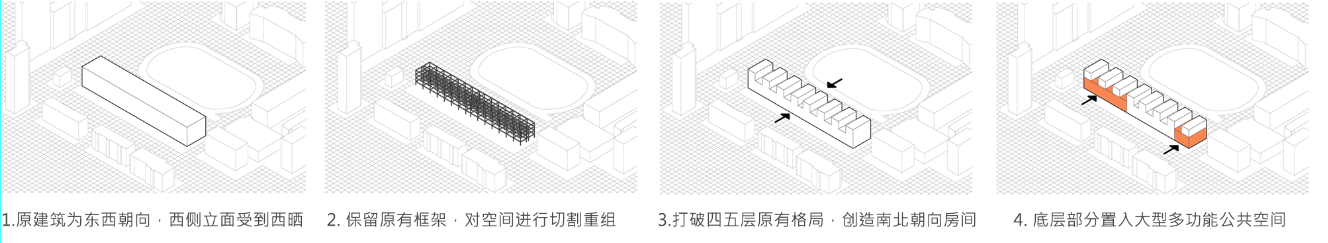 1.原建筑为东西朝向，西侧立面受到西晒
2. 保留原有框架，对空间进行切割重组
3.打破四五层原有格局，创造南北朝向房间
4. 底层部分置入大型多功能公共空间